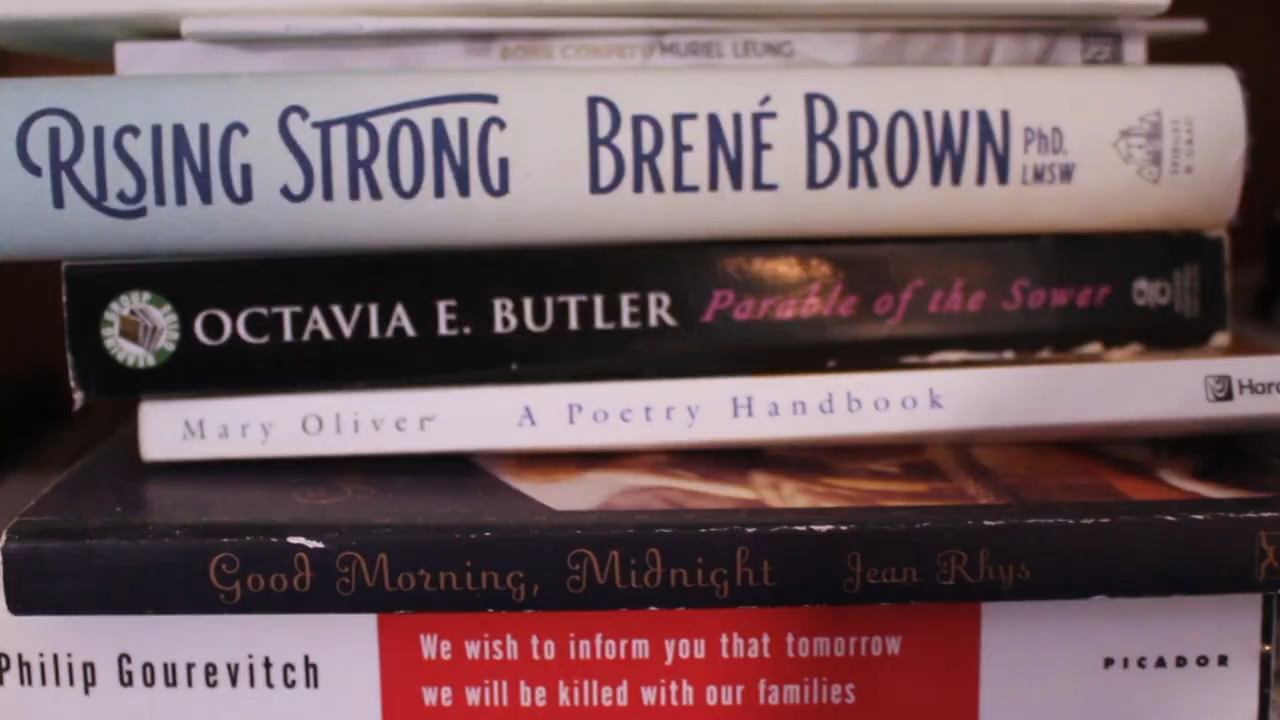 BONE CONFETTI MURIEL LEUNG
RISING STRONG BRENÉ BROWN PhD, LMSW
OCTAVIA E. BUTLER Parable of the Sower
Mary Oliver A Poetry Handbook
Good Morning, Midnight Jean Rhys
Philip Gourevitch
We wish to inform you that tomorrow
we will be killed with our families
PICADOR